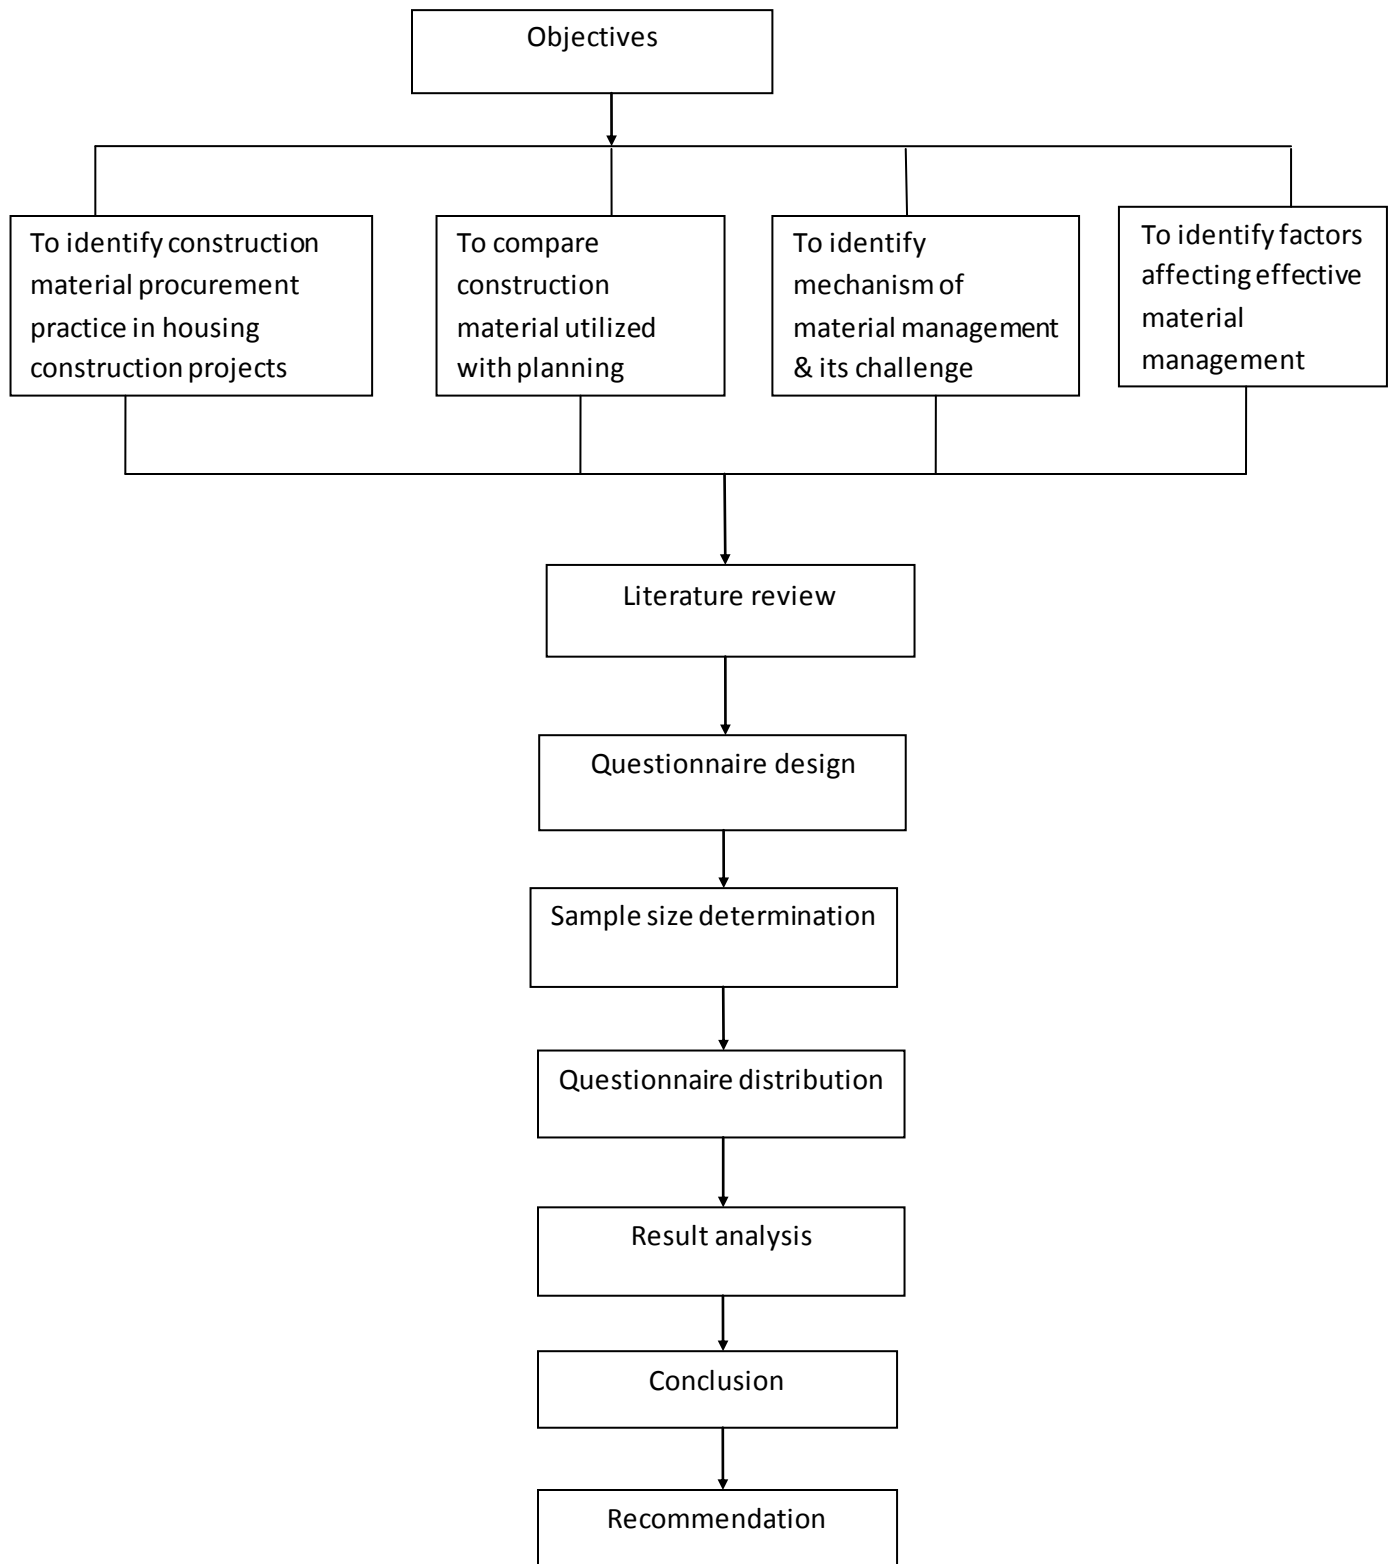 Objectives
To identify construction
material procurement
practice in housing
construction projects
To compare
construction
material utilized
with planning
To identify
mechanism of
material management
& its challenge
To identify factors
affecting effective
material
management
Literature review
Questionnaire design
Sample size determination
Questionnaire distribution
Result analysis
Conclusion
Recommendation